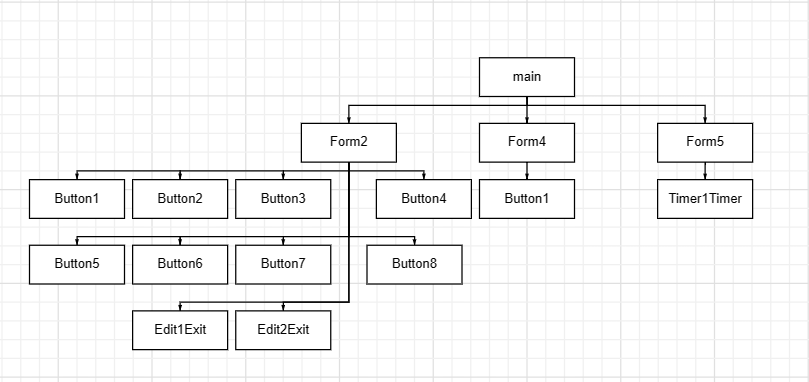 main
Form2
Form4
Form5
Button1
Button2
Button3
Button4
Button1
Timer1Timer
Button5
Button6
Button7
Button8
Edit1Exit
Edit2Exit